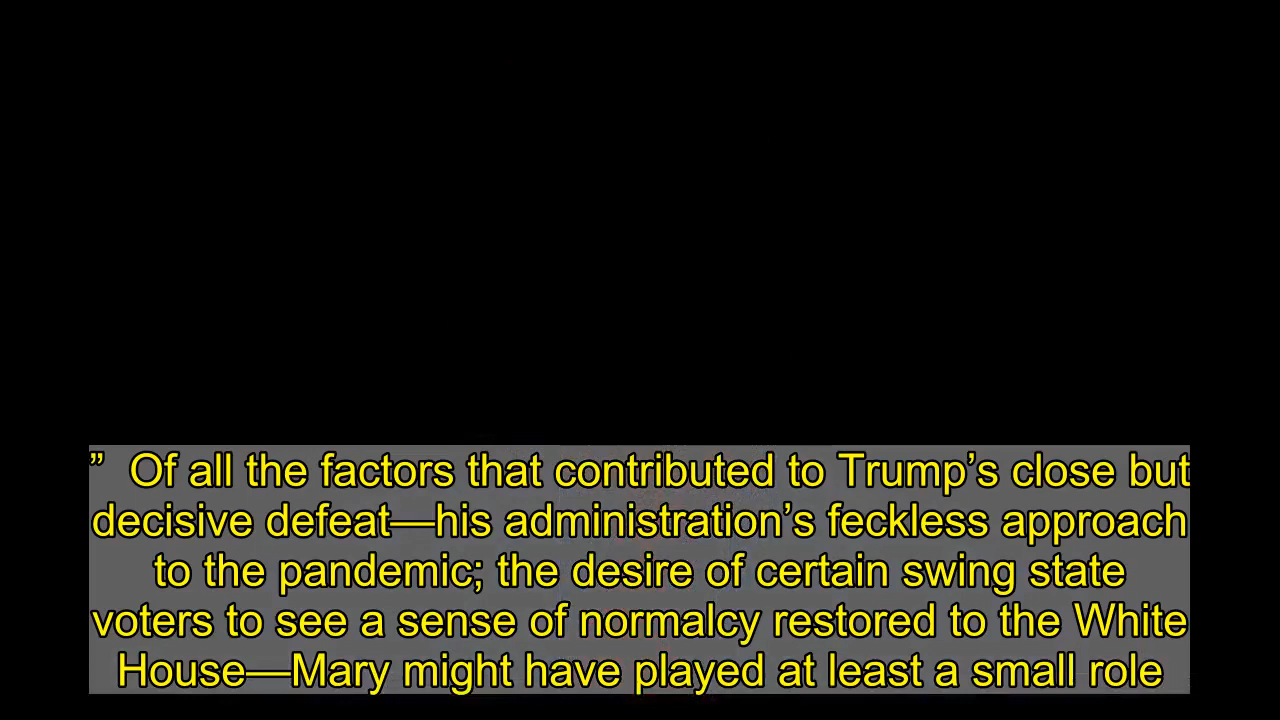 ”  Of all the factors that contributed to Trump’s close but
decisive defeat—his administration’s feckless approach
to the pandemic; the desire of certain swing state
voters to see a sense of normalcy restored to the White
House—Mary might have played at least a small role